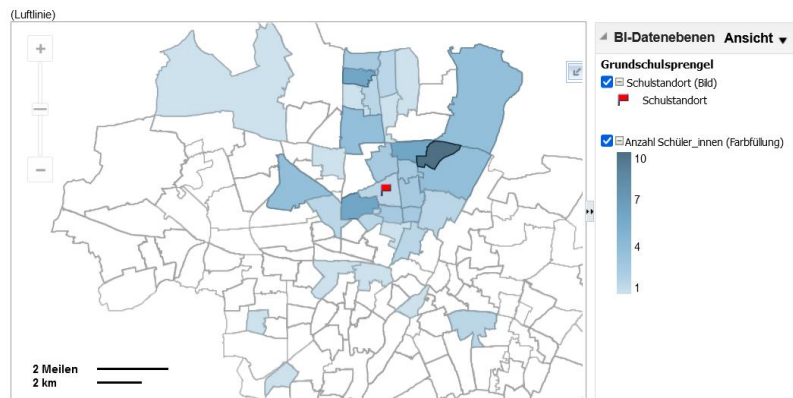 (Luftlinie)
BI-Datenebenen Ansicht
Grundschulsprengel
Schulstandort (Bild)
Schulstandort
Anzahl Schüler_innen (Farbfüllung)
10
7
4
1
2 Meilen
2 km